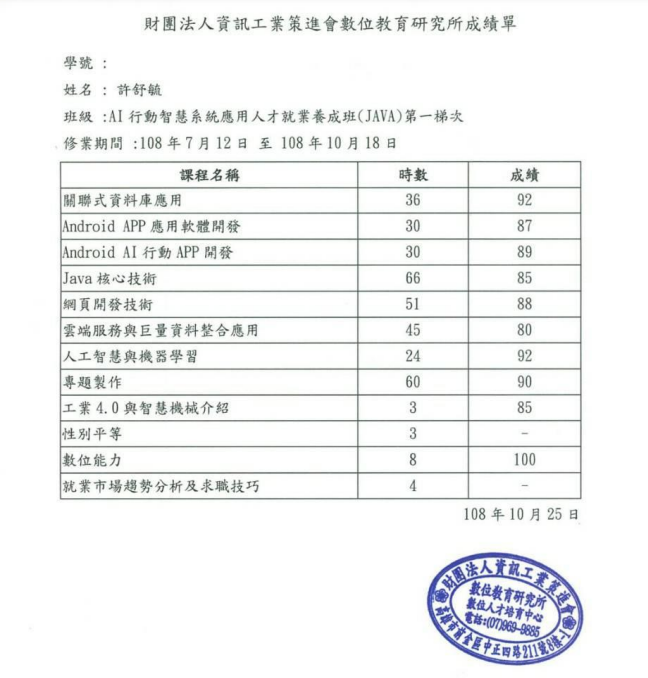 財團法人資訊工業策進會數位教育研究所成績單
學號 :
姓名 : 許舒毓
班級 :AI 行動智慧系統應用人才就業養成班(JAVA)第一梯次
修業期間 :108 年 7 月 12 日 至 108 年 10 月 18 日
課程名稱 時數 成績
關聯式資料庫應用 36 92
Android APP 應用軟體開發 30 87
Android AI 行動 APP 開發 30 89
Java 核心技術 66 85
網頁開發技術 51 88
雲端服務與巨量資料整合應用 45 80
人工智慧與機器學習 24 92
專題製作 60 90
工業 4.0 與智慧機械介紹 3 85
性別平等 3 -
數位能力 8 100
就業市場趨勢分析及求職技巧 4 -
108 年 10 月 25 日
財團法人資訊工業策進會
數位教育研究所
數位人才培育中心
電話:(07)969-9885
高雄市前金區中正四路211號8樓-1